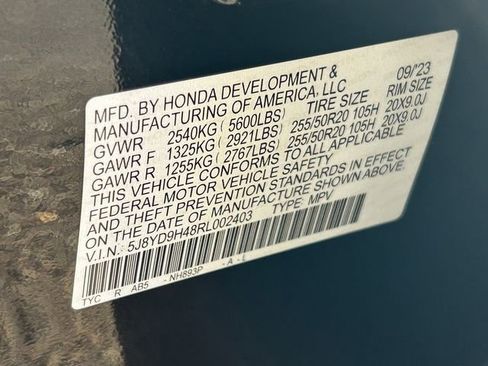 MFD. BY HONDA DEVELOPMENT & 09/'23
MANUFACTURING OF AMERICA, LLC
GVWR 2540KG (5600LBS) TIRE SIZE RIM SIZE
GAWR F 1325KG (2921LBS) 255/50R20 105H 20X9.0J
GAWR R 1255KG (2767LBS) 255/50R20 105H 20X9.0J
THIS VEHICLE CONFORMS TO ALL APPLICABLE
FEDERAL MOTOR VEHICLE SAFETY
AND THEFT PREVENTION STANDARDS IN EFFECT
ON THE DATE OF MANUFACTURE SHOWN ABOVE.
V.I.N.: 5J8YD9H48RL002403 TYPE: MPV
TYC R AB5 - NH893P - A - L